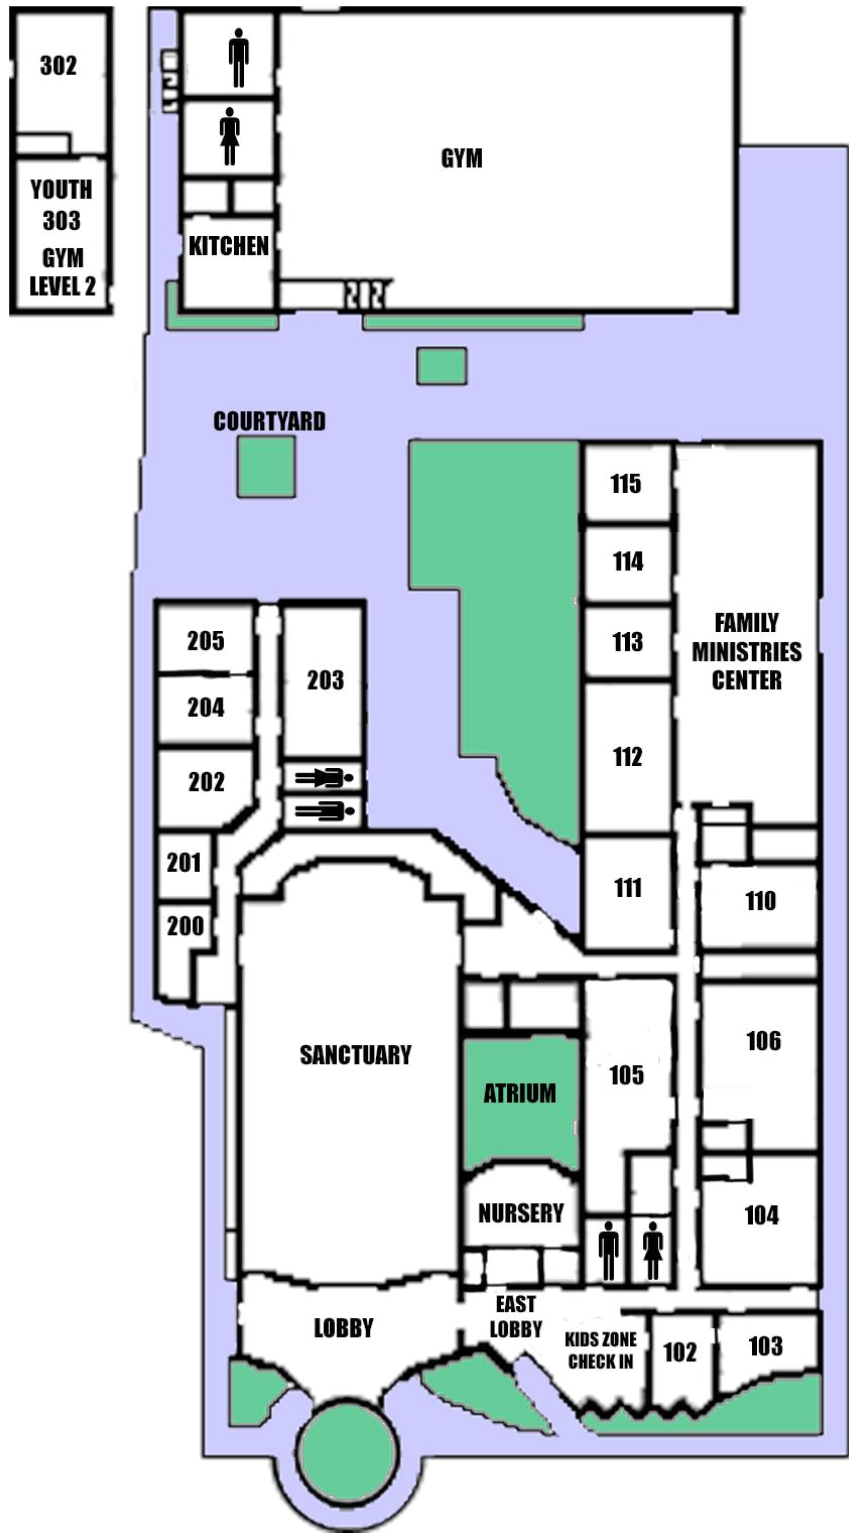 302
YOUTH
303
GYM
LEVEL 2
GYM
KITCHEN
COURTYARD
115
114
113
112
111
FAMILY
MINISTRIES
CENTER
205
204
203
202
201
200
110
SANCTUARY
ATRIUM
105
106
NURSERY
104
LOBBY
EAST
LOBBY
KIDS ZONE
CHECK IN
102
103